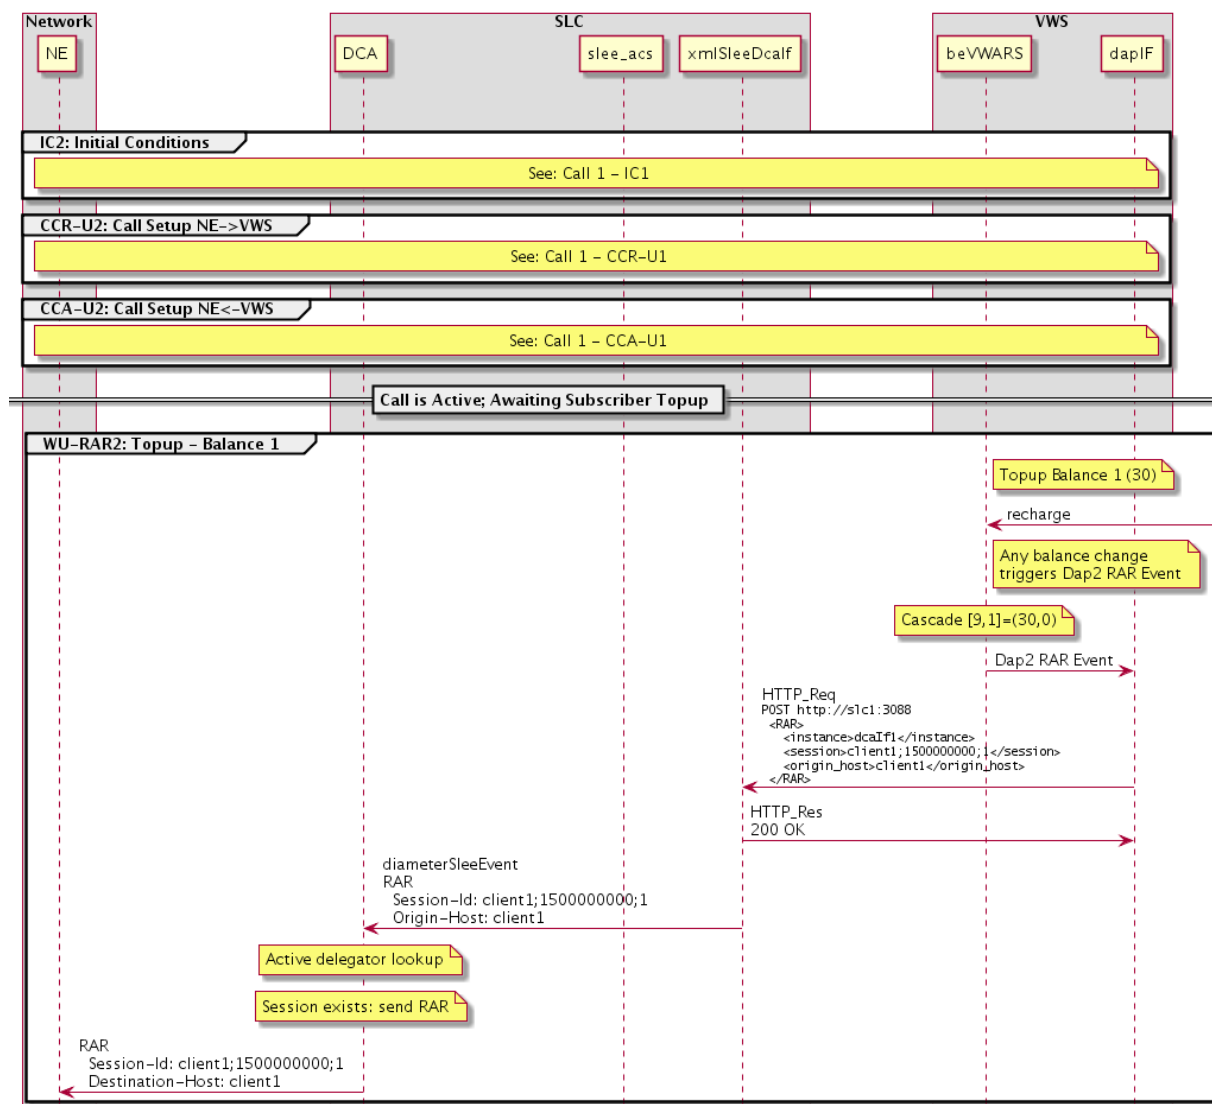 Network
SLC
VWS
NE
DCA
slee_acs
xmlSleeDcaIf
beVWARS
dapIF
IC2: Initial Conditions
See: Call 1 – IC1
CCR–U2: Call Setup NE–>VWS
See: Call 1 – CCR–U1
CCA–U2: Call Setup NE<–VWS
See: Call 1 – CCA–U1
Call is Active; Awaiting Subscriber Topup
WU–RAR2: Topup – Balance 1
Topup Balance 1 (30)
recharge
Any balance change
triggers Dap2 RAR Event
Cascade [9,1]=(30,0)
Dap2 RAR Event
HTTP_Req
POST http://slc1:3088
<RAR>
<instance>dcaIf1</instance>
<session>client1;1500000000;1</session>
<origin_host>client1</origin_host>
</RAR>
HTTP_Res
200 OK
diameterSleeEvent
RAR
Session–Id: client1;1500000000;1
Origin–Host: client1
Active delegator lookup
Session exists: send RAR
RAR
Session–Id: client1;1500000000;1
Destination–Host: client1